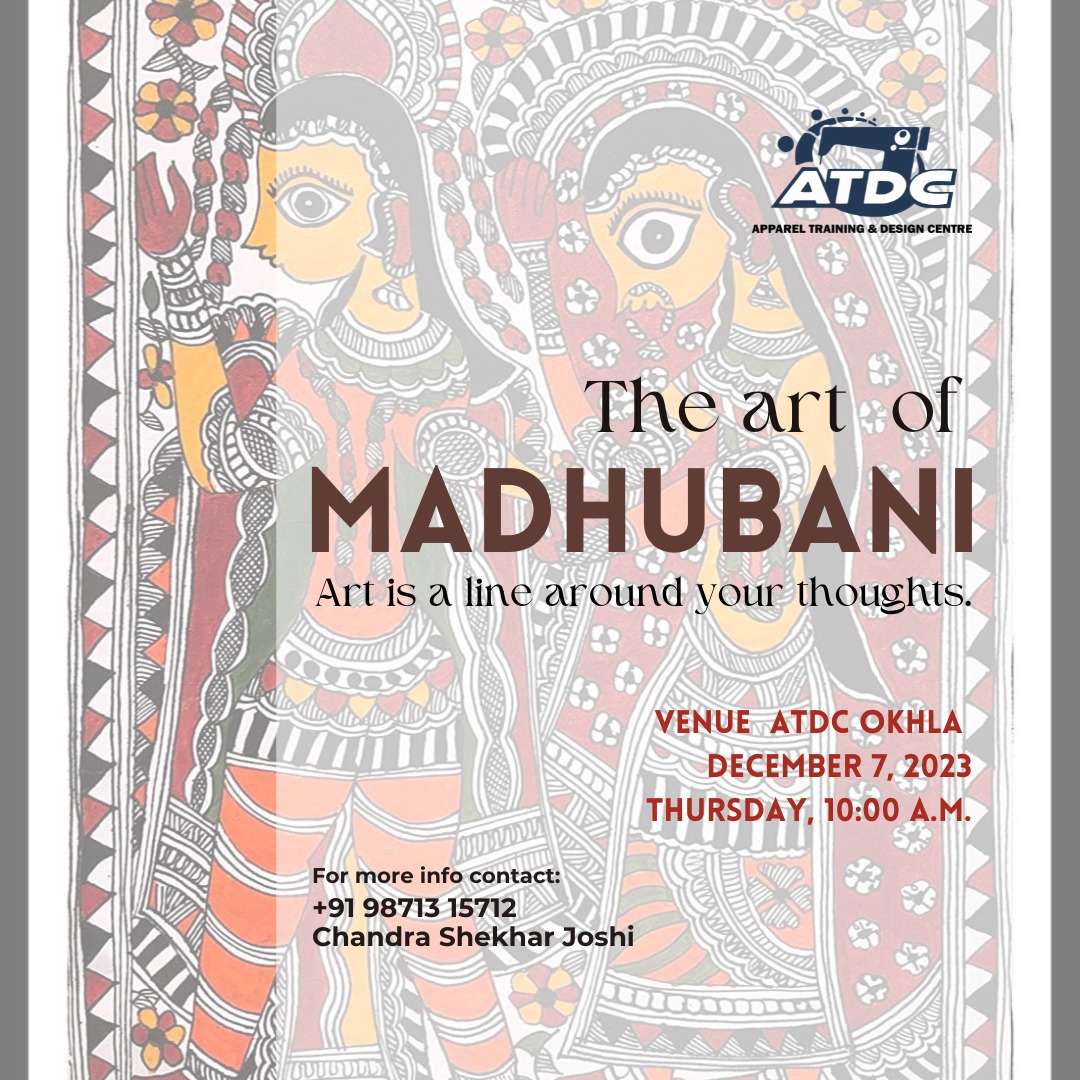 ATDC
APPAREL TRAINING & DESIGN CENTRE
The art of
MADHUBANI
Art is a line around your thoughts.
VENUE ATDC OKHLA
DECEMBER 7, 2023
THURSDAY, 10:00 A.M.
For more info contact:
+91 98713 15712
Chandra Shekhar Joshi